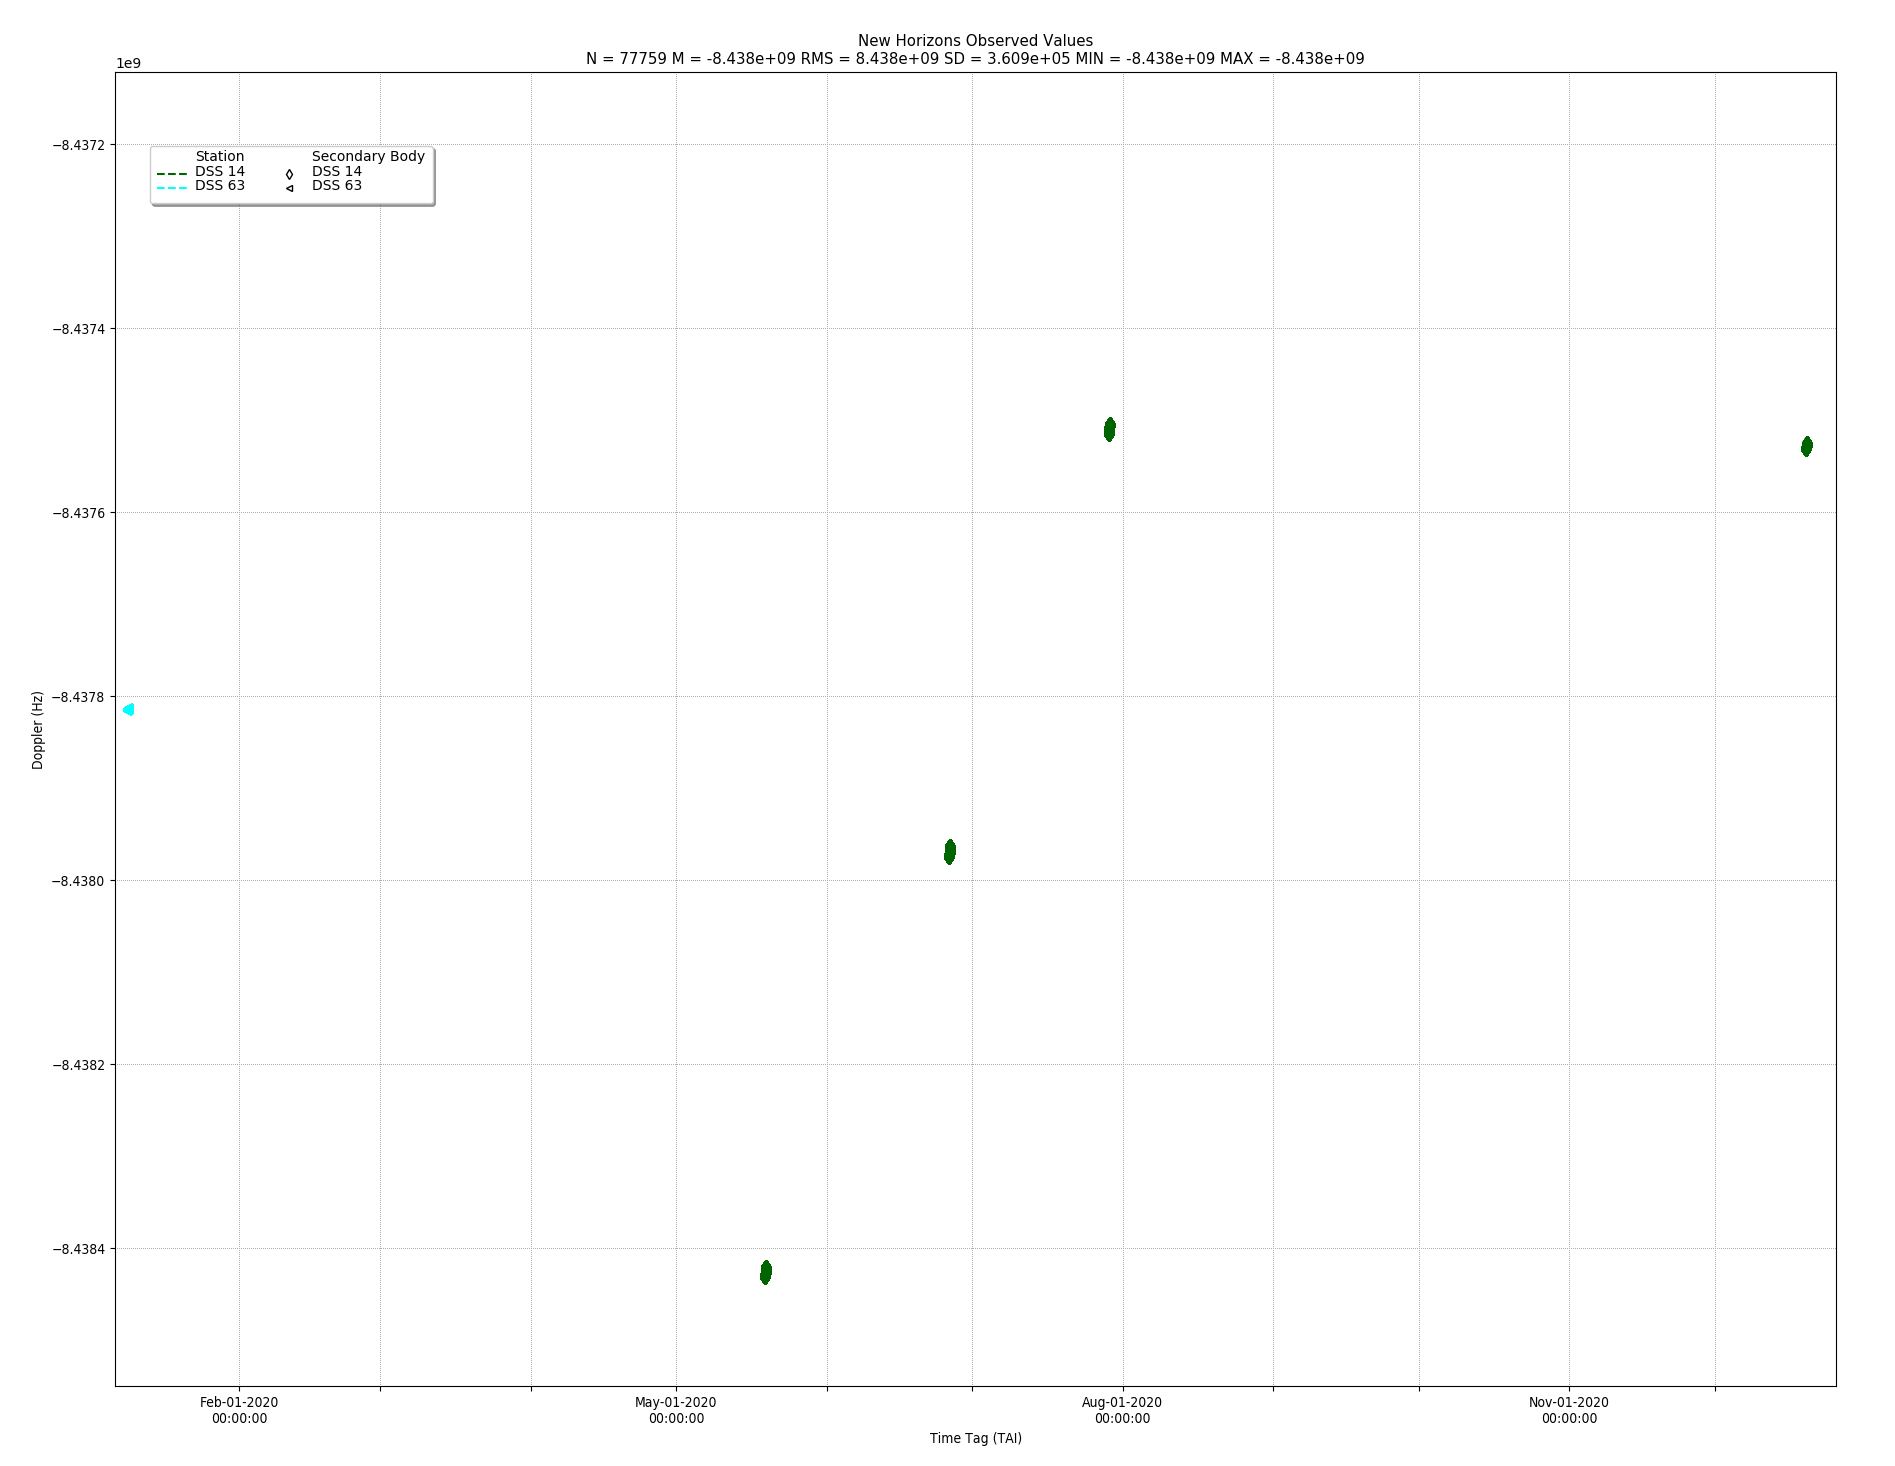 New Horizons Observed Values
N = 77759 M = -8.438e+09 RMS = 8.438e+09 SD = 3.609e+05 MIN = -8.438e+09 MAX = -8.438e+09
1e9
−8.4372
−8.4374
−8.4376
−8.4378
−8.4380
−8.4382
−8.4384
Doppler (Hz)
Station Secondary Body
DSS 14 DSS 14
DSS 63 DSS 63
Feb-01-2020 May-01-2020 Aug-01-2020 Nov-01-2020
00:00:00 00:00:00 00:00:00 00:00:00
Time Tag (TAI)